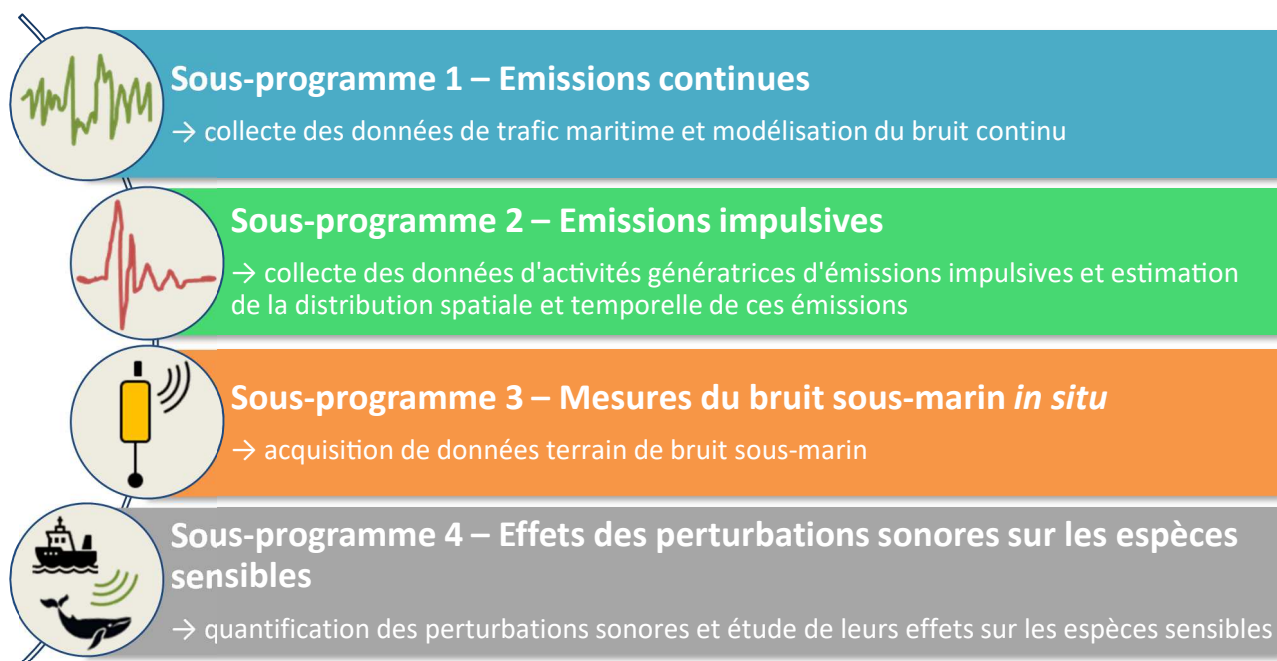 Sous-programme 1 – Emissions continues
→ collecte des données de trafic maritime et modélisation du bruit continu
Sous-programme 2 – Emissions impulsives
→ collecte des données d'activités génératrices d'émissions impulsives et estimation
de la distribution spatiale et temporelle de ces émissions
Sous-programme 3 – Mesures du bruit sous-marin in situ
→ acquisition de données terrain de bruit sous-marin
Sous-programme 4 – Effets des perturbations sonores sur les espèces
sensibles
→ quantification des perturbations sonores et étude de leurs effets sur les espèces sensibles